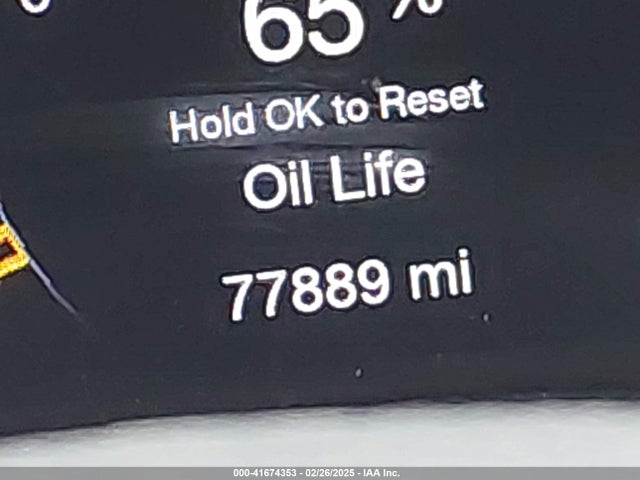 65 %
Hold OK to Reset
Oil Life
77889 mi
000-41674353 - 02/26/2025 - IAA Inc.